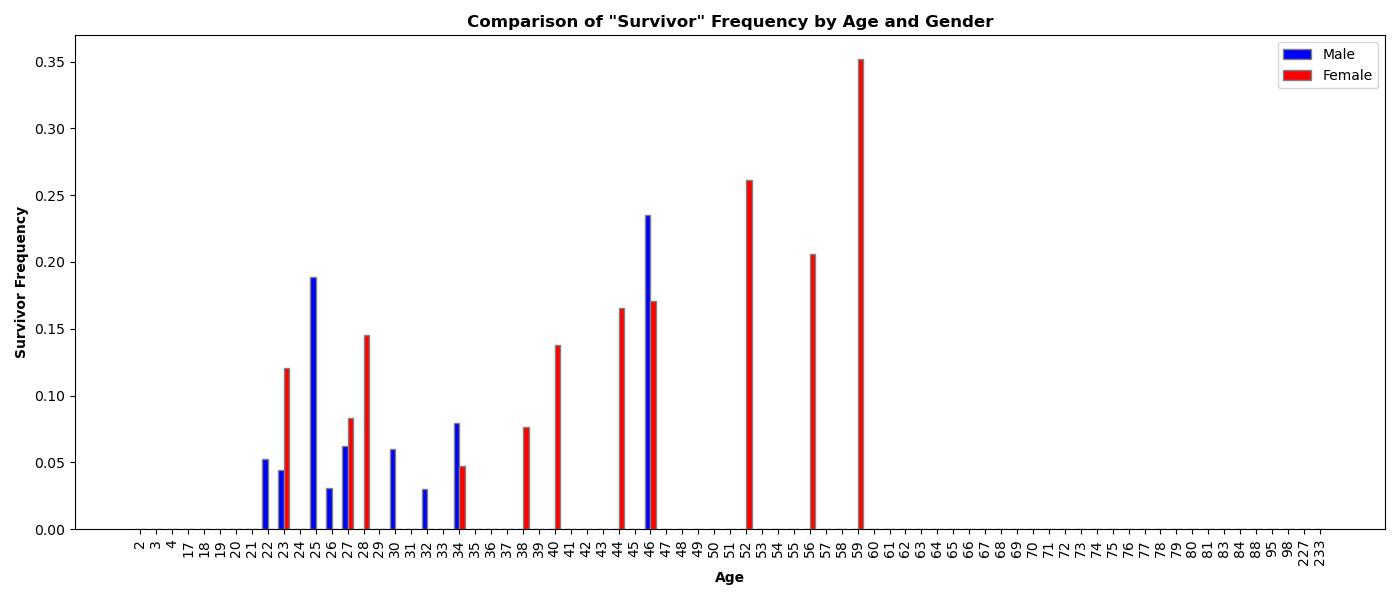 Comparison of "Survivor" Frequency by Age and Gender
Male
Female
Survivor Frequency
0.35
0.30
0.25
0.20
0.15
0.10
0.05
0.00
2 3 4 17 18 19 20 21 22 23 24 25 26 27 28 29 30 31 32 33 34 35 36 37 38 39 40 41 42 43 44 45 46 47 48 49 50 51 52 53 54 55 56 57 58 59 60 61 62 63 64 65 66 67 68 69 70 71 72 73 74 75 76 77 78 79 80 81 83 84 88 95 98 227 233
Age